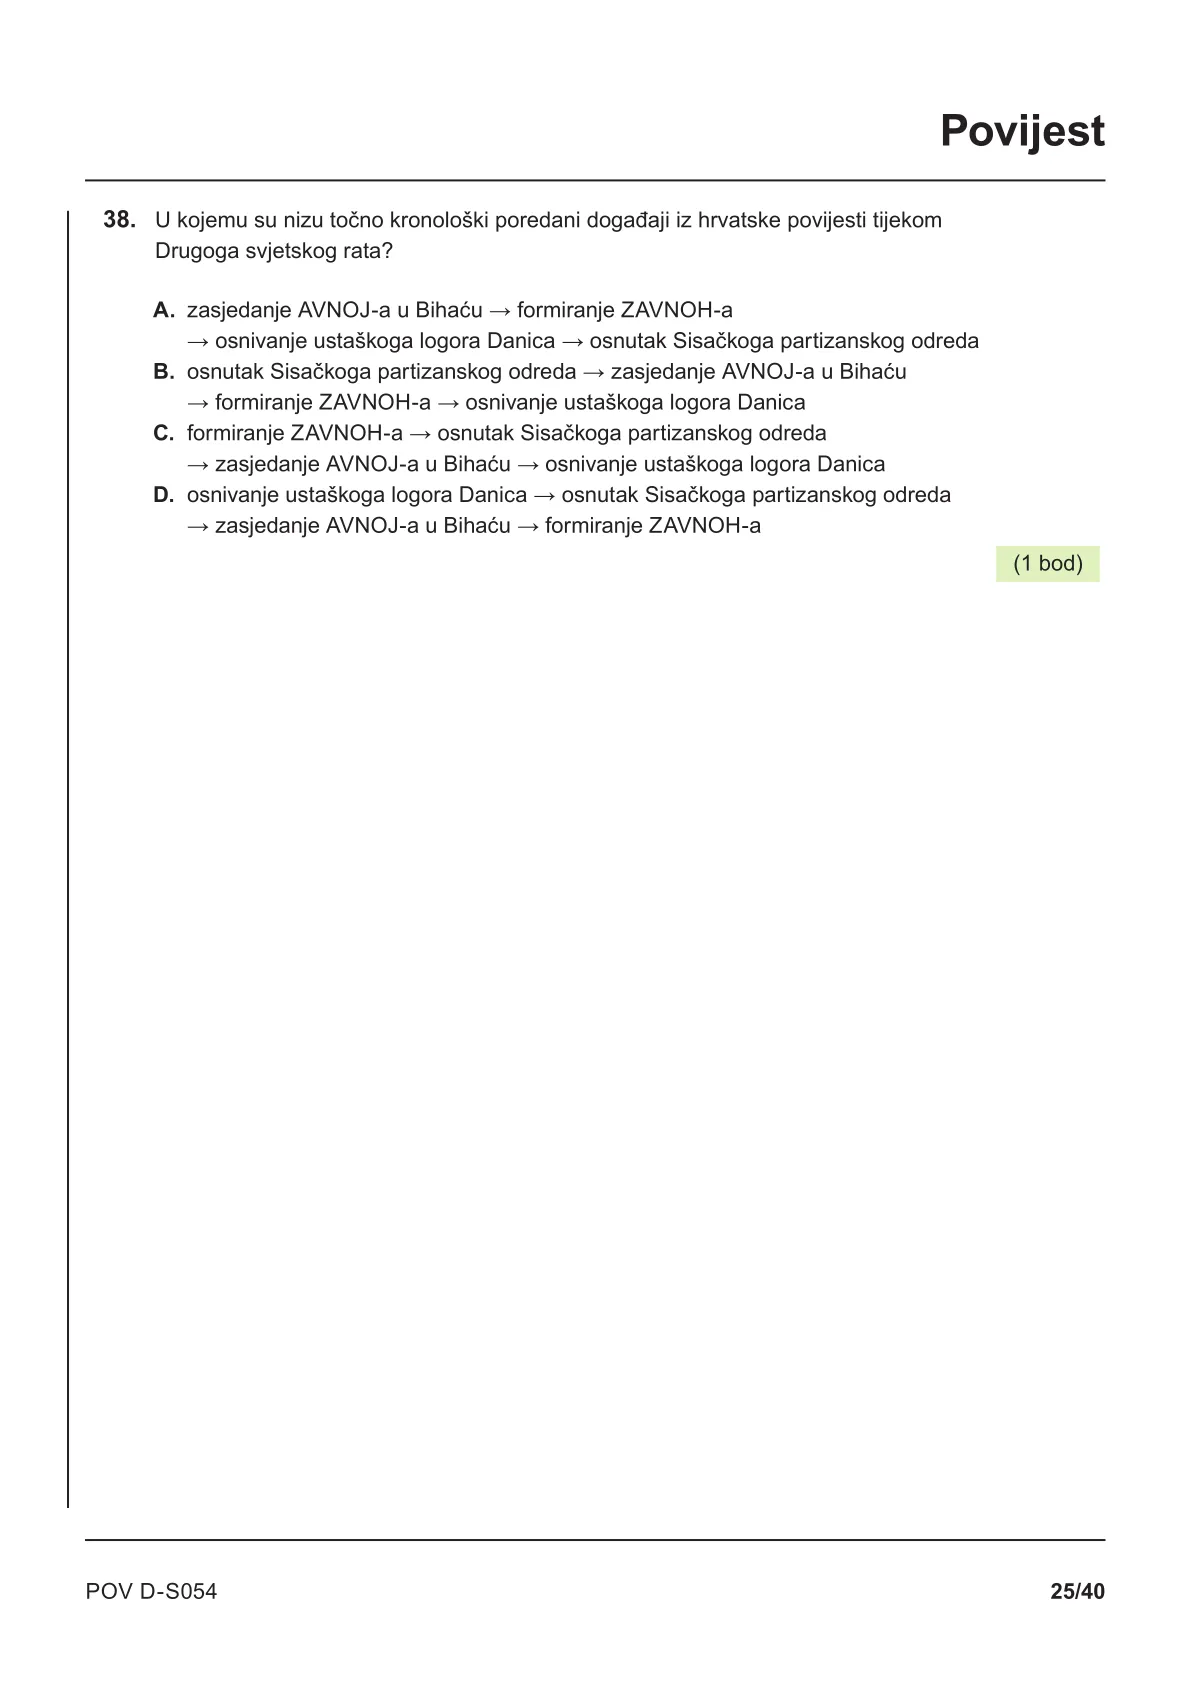 Povijest
38. U kojemu su nizu točno kronološki poredani događaji iz hrvatske povijesti tijekom
Drugoga svjetskog rata?
A. zasjedanje AVNOJ-a u Bihaću → formiranje ZAVNOH-a
→ osnivanje ustaškoga logora Danica → osnutak Sisačkoga partizanskog odreda
B. osnutak Sisačkoga partizanskog odreda → zasjedanje AVNOJ-a u Bihaću
→ formiranje ZAVNOH-a → osnivanje ustaškoga logora Danica
C. formiranje ZAVNOH-a → osnutak Sisačkoga partizanskog odreda
→ zasjedanje AVNOJ-a u Bihaću → osnivanje ustaškoga logora Danica
D. osnivanje ustaškoga logora Danica → osnutak Sisačkoga partizanskog odreda
→ zasjedanje AVNOJ-a u Bihaću → formiranje ZAVNOH-a
(1 bod)
POV D-S054
25/40